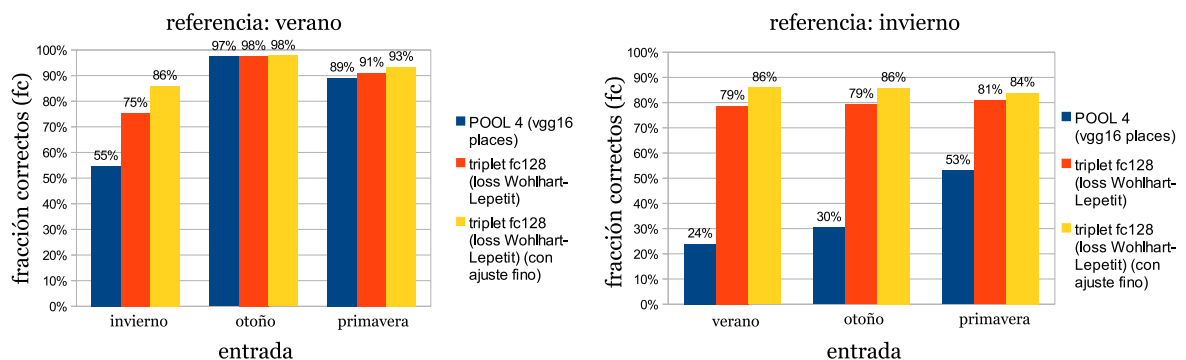 referencia: verano
fracción correctos (fc)
100%
90%
80%
70%
60%
50%
40%
30%
20%
10%
0%
55%
75%
86%
97%
98%
98%
89%
91%
93%
invierno
otoño
primavera
entrada
POOL 4 (vgg16
places)
triplet fc128
(loss Wohlhart-
Lepetit)
triplet fc128
(loss Wohlhart-
Lepetit) (con
ajuste fino)
referencia: invierno
fracción correctos (fc)
100%
90%
80%
70%
60%
50%
40%
30%
20%
10%
0%
24%
79%
86%
30%
79%
86%
53%
81%
84%
verano
otoño
primavera
entrada
POOL 4
(vgg16 places)
triplet fc128
(loss Wohlhart-
Lepetit)
triplet fc128
(loss Wohlhart-
Lepetit) (con
ajuste fino)